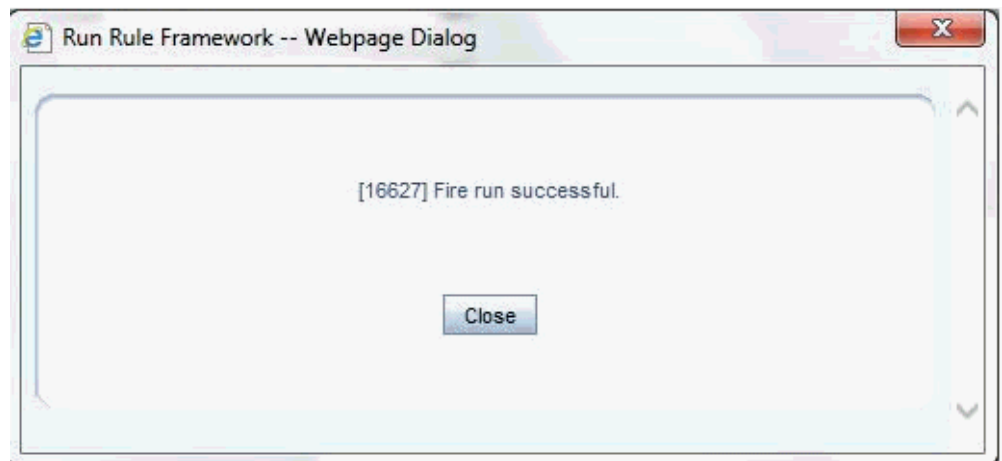 Run Rule Framework -- Webpage Dialog
[16627] Fire run successful.
Close